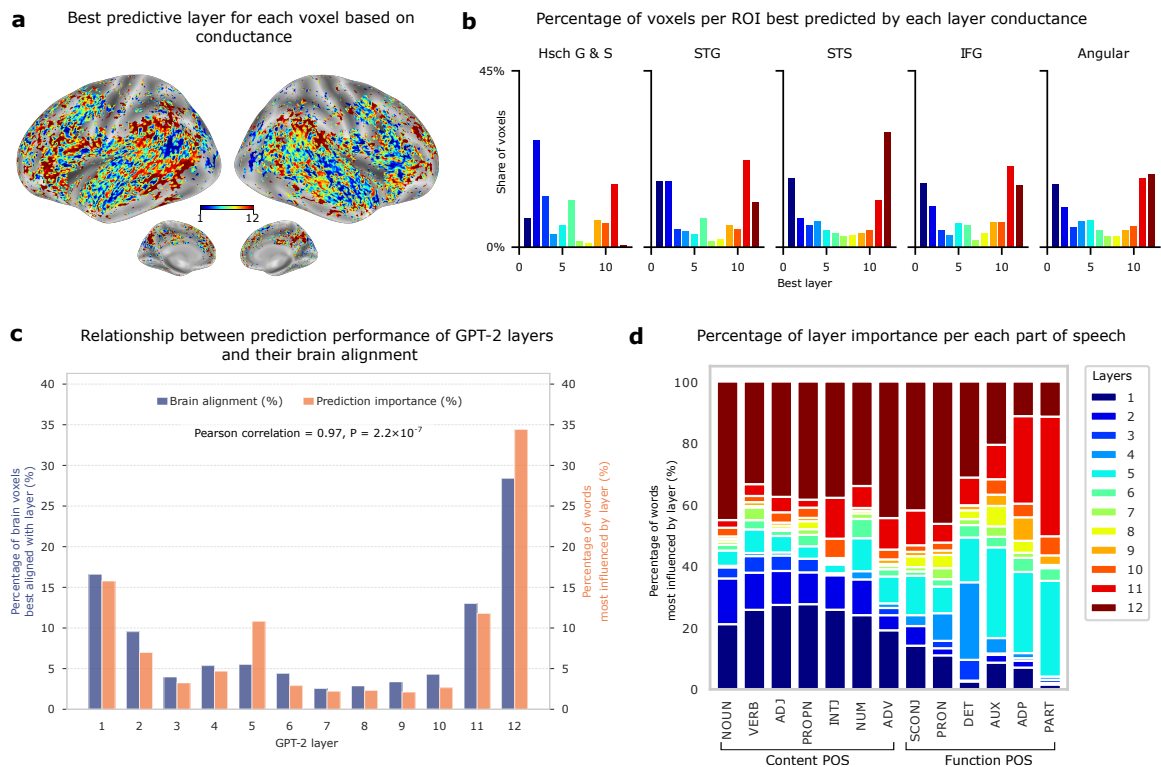 a
Best predictive layer for each voxel based on
conductance
1
12
b
Percentage of voxels per ROI best predicted by each layer conductance
Hsch G & S
STG
STS
IFG
Angular
45%
Share of voxels
0%
0 5 10
0 5 10
0 5 10
0 5 10
0 5 10
Best layer
c
Relationship between prediction performance of GPT-2 layers
and their brain alignment
Brain alignment (%)
Prediction importance (%)
Pearson correlation = 0.97, P = 2.2×10⁻⁷
Percentage of brain voxels
best aligned with layer (%)
40
35
30
25
20
15
10
5
0
40
35
30
25
20
15
10
5
0
Percentage of words
most influenced by layer (%)
1 2 3 4 5 6 7 8 9 10 11 12
GPT-2 layer
d
Percentage of layer importance per each part of speech
Percentage of words
most influenced by layer (%)
100
80
60
40
20
0
NOUN
VERB
ADJ
PROPN
INTJ
NUM
ADV
SCONJ
PRON
DET
AUX
ADP
PART
Content POS
Function POS
Layers
1
2
3
4
5
6
7
8
9
10
11
12